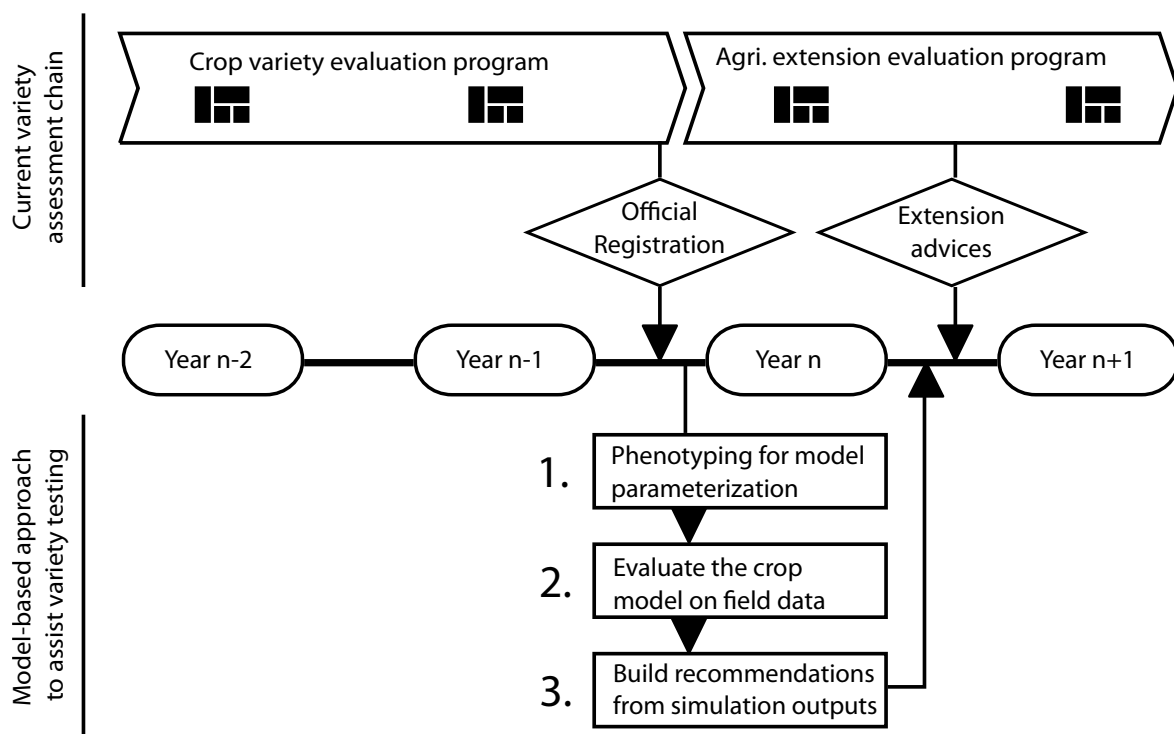 Current variety
assessment chain
Crop variety evaluation program
Agri. extension evaluation program
Official
Registration
Extension
advices
Year n-2
Year n-1
Year n
Year n+1
Model-based approach
to assist variety testing
1.
Phenotyping for model
parameterization
2.
Evaluate the crop
model on field data
3.
Build recommendations
from simulation outputs